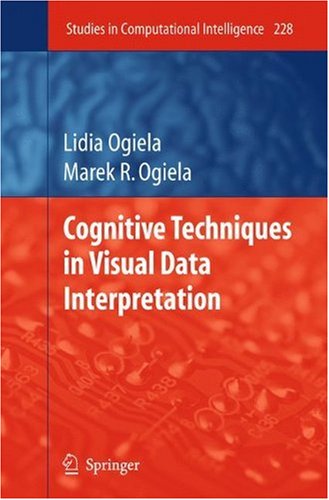 Studies in Computational Intelligence 228
Lidia Ogiela
Marek R. Ogiela
Cognitive Techniques
in Visual Data
Interpretation
Springer